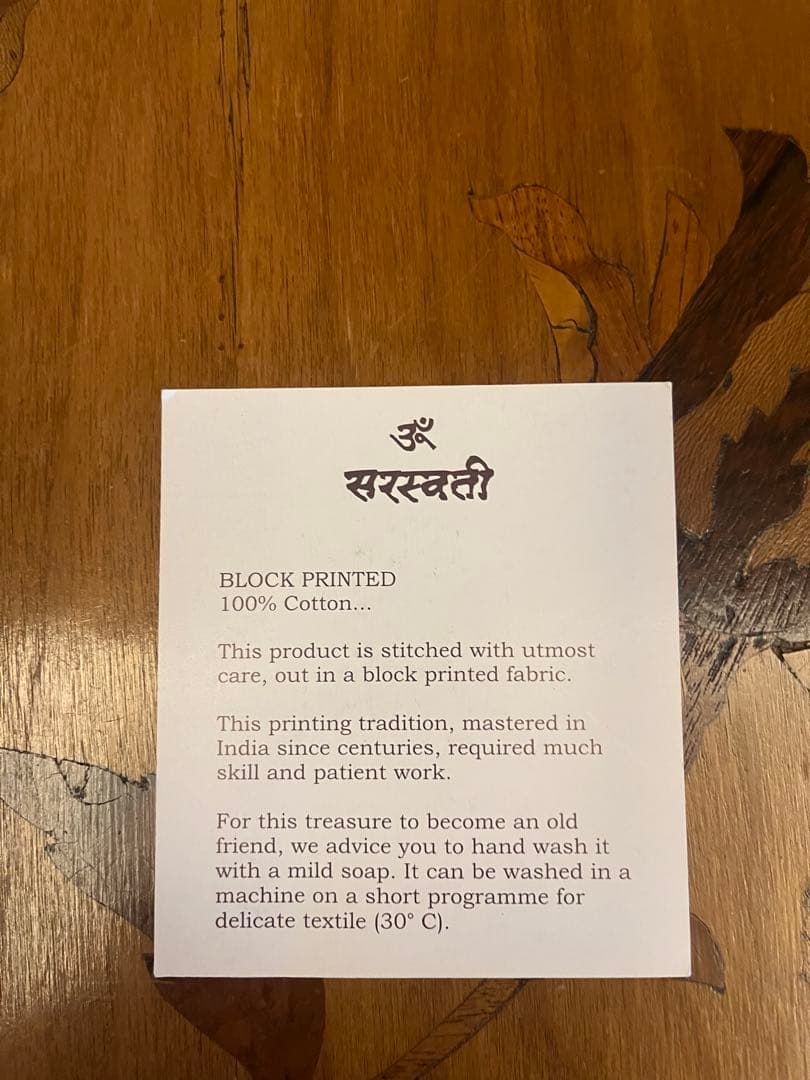 ॐ
सरस्वती
BLOCK PRINTED
100% Cotton...
This product is stitched with utmost
care, out in a block printed fabric.
This printing tradition, mastered in
India since centuries, required much
skill and patient work.
For this treasure to become an old
friend, we advice you to hand wash it
with a mild soap. It can be washed in a
machine on a short programme for
delicate textile (30° C).